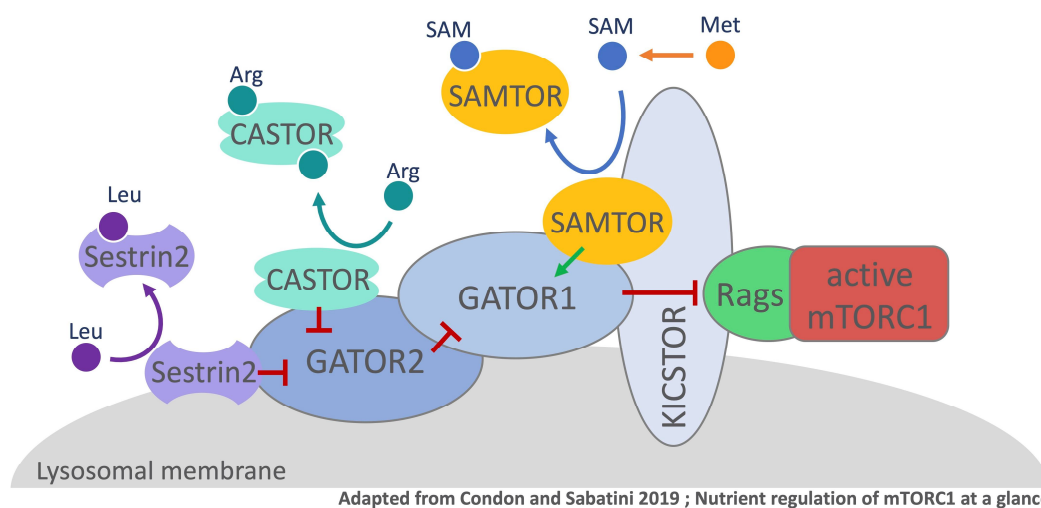 SAM
SAM
Met
SAMTOR
Arg
CASTOR
Arg
Leu
Sestrin2
SAMTOR
CASTOR
GATOR1
Rags
active
mTORC1
Leu
Sestrin2
GATOR2
KICSTOR
Lysosomal membrane
Adapted from Condon and Sabatini 2019 ; Nutrient regulation of mTORC1 at a glanc